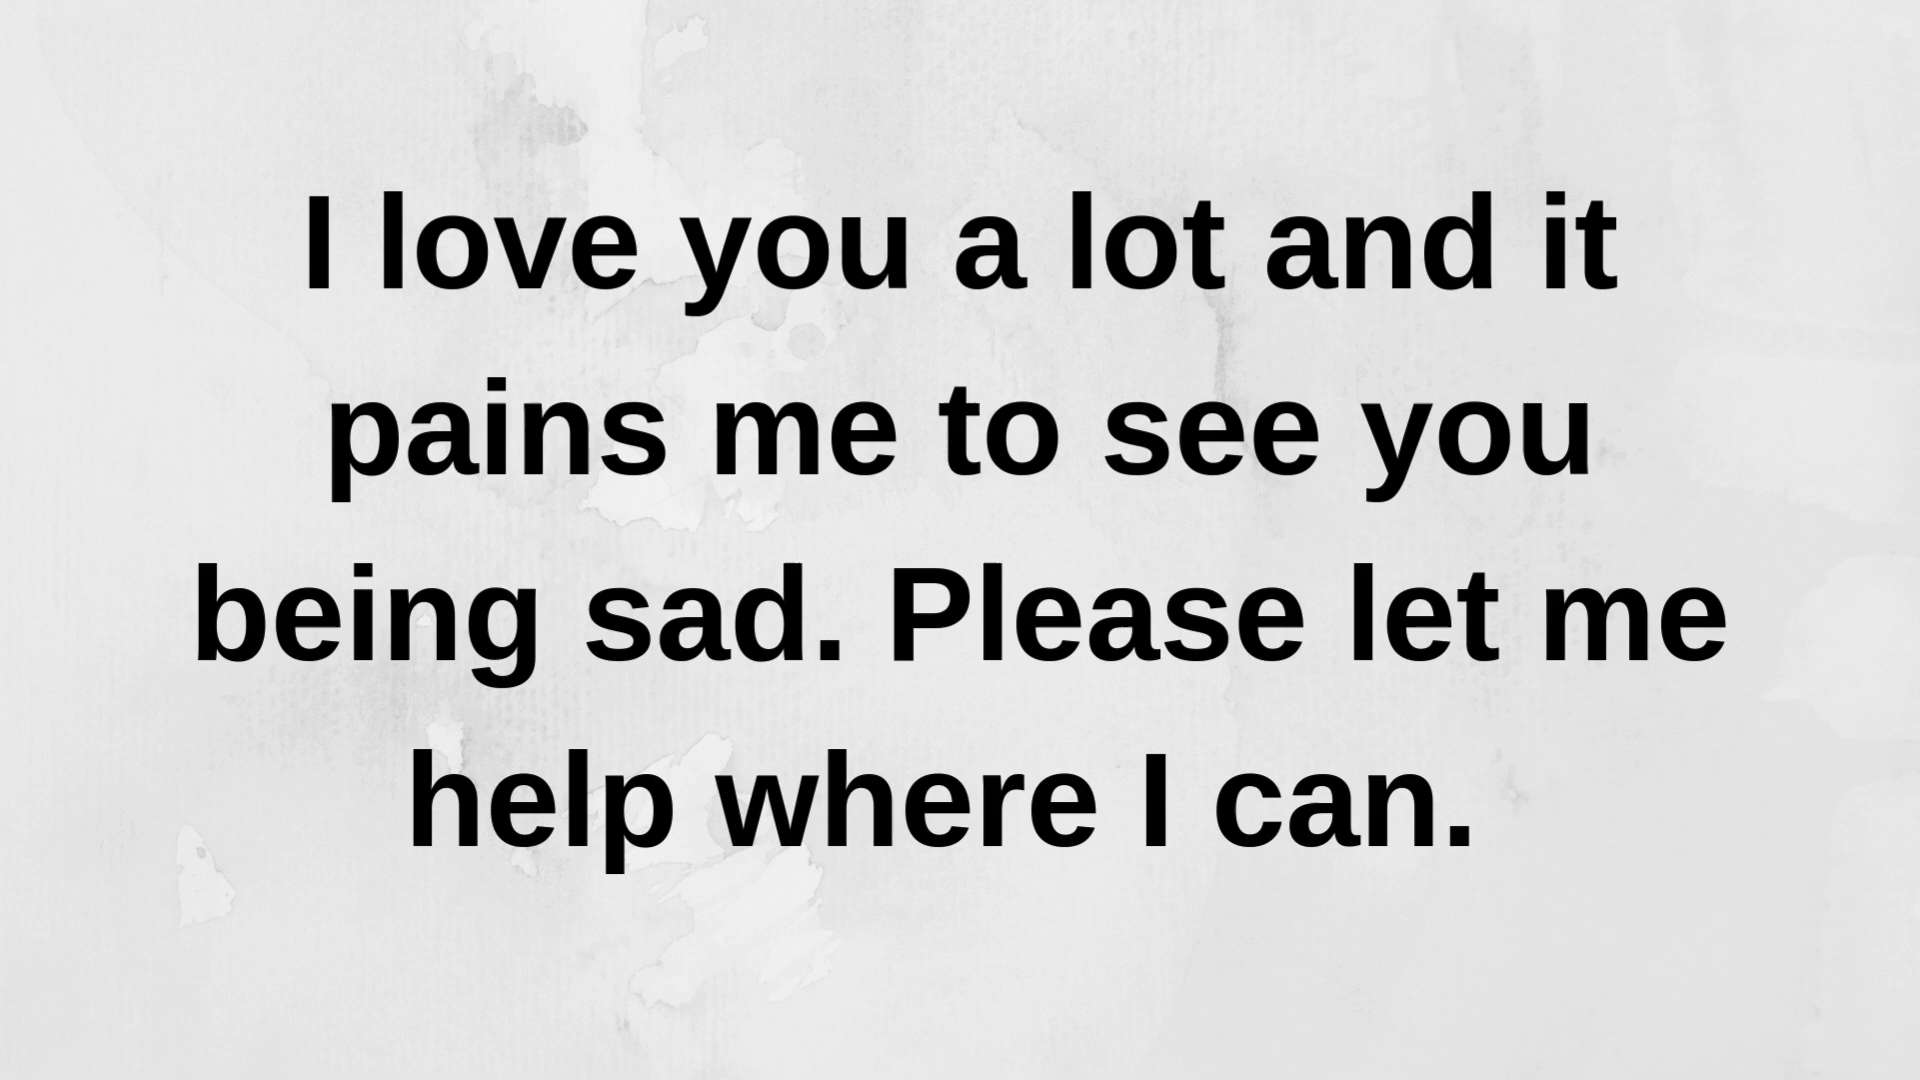 I love you a lot and it
pains me to see you
being sad. Please let me
help where I can.